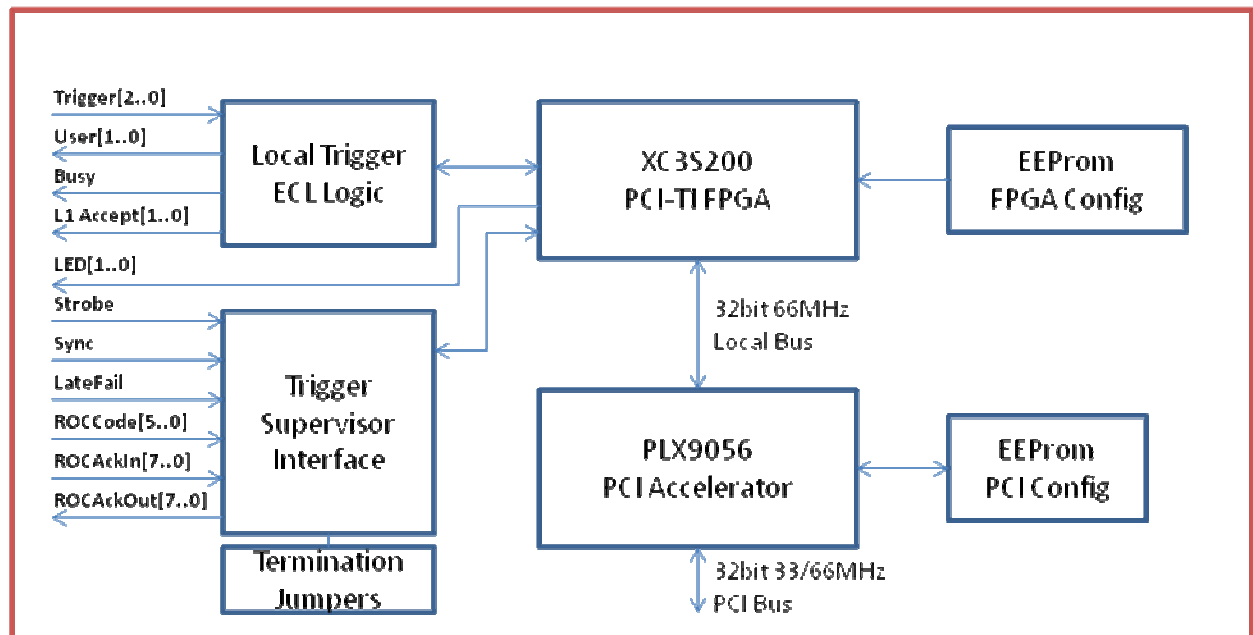 Trigger[2..0]
User[1..0]
Busy
L1 Accept[1..0]
LED[1..0]
Strobe
Sync
LateFail
ROCCode[5..0]
ROCAckIn[7..0]
ROCAckOut[7..0]
Local Trigger
ECL Logic
Trigger
Supervisor
Interface
Termination
Jumpers
XC3S200
PCI-TI FPGA
32bit 66MHz
Local Bus
PLX9056
PCI Accelerator
32bit 33/66MHz
PCI Bus
EEProm
FPGA Config
EEProm
PCI Config